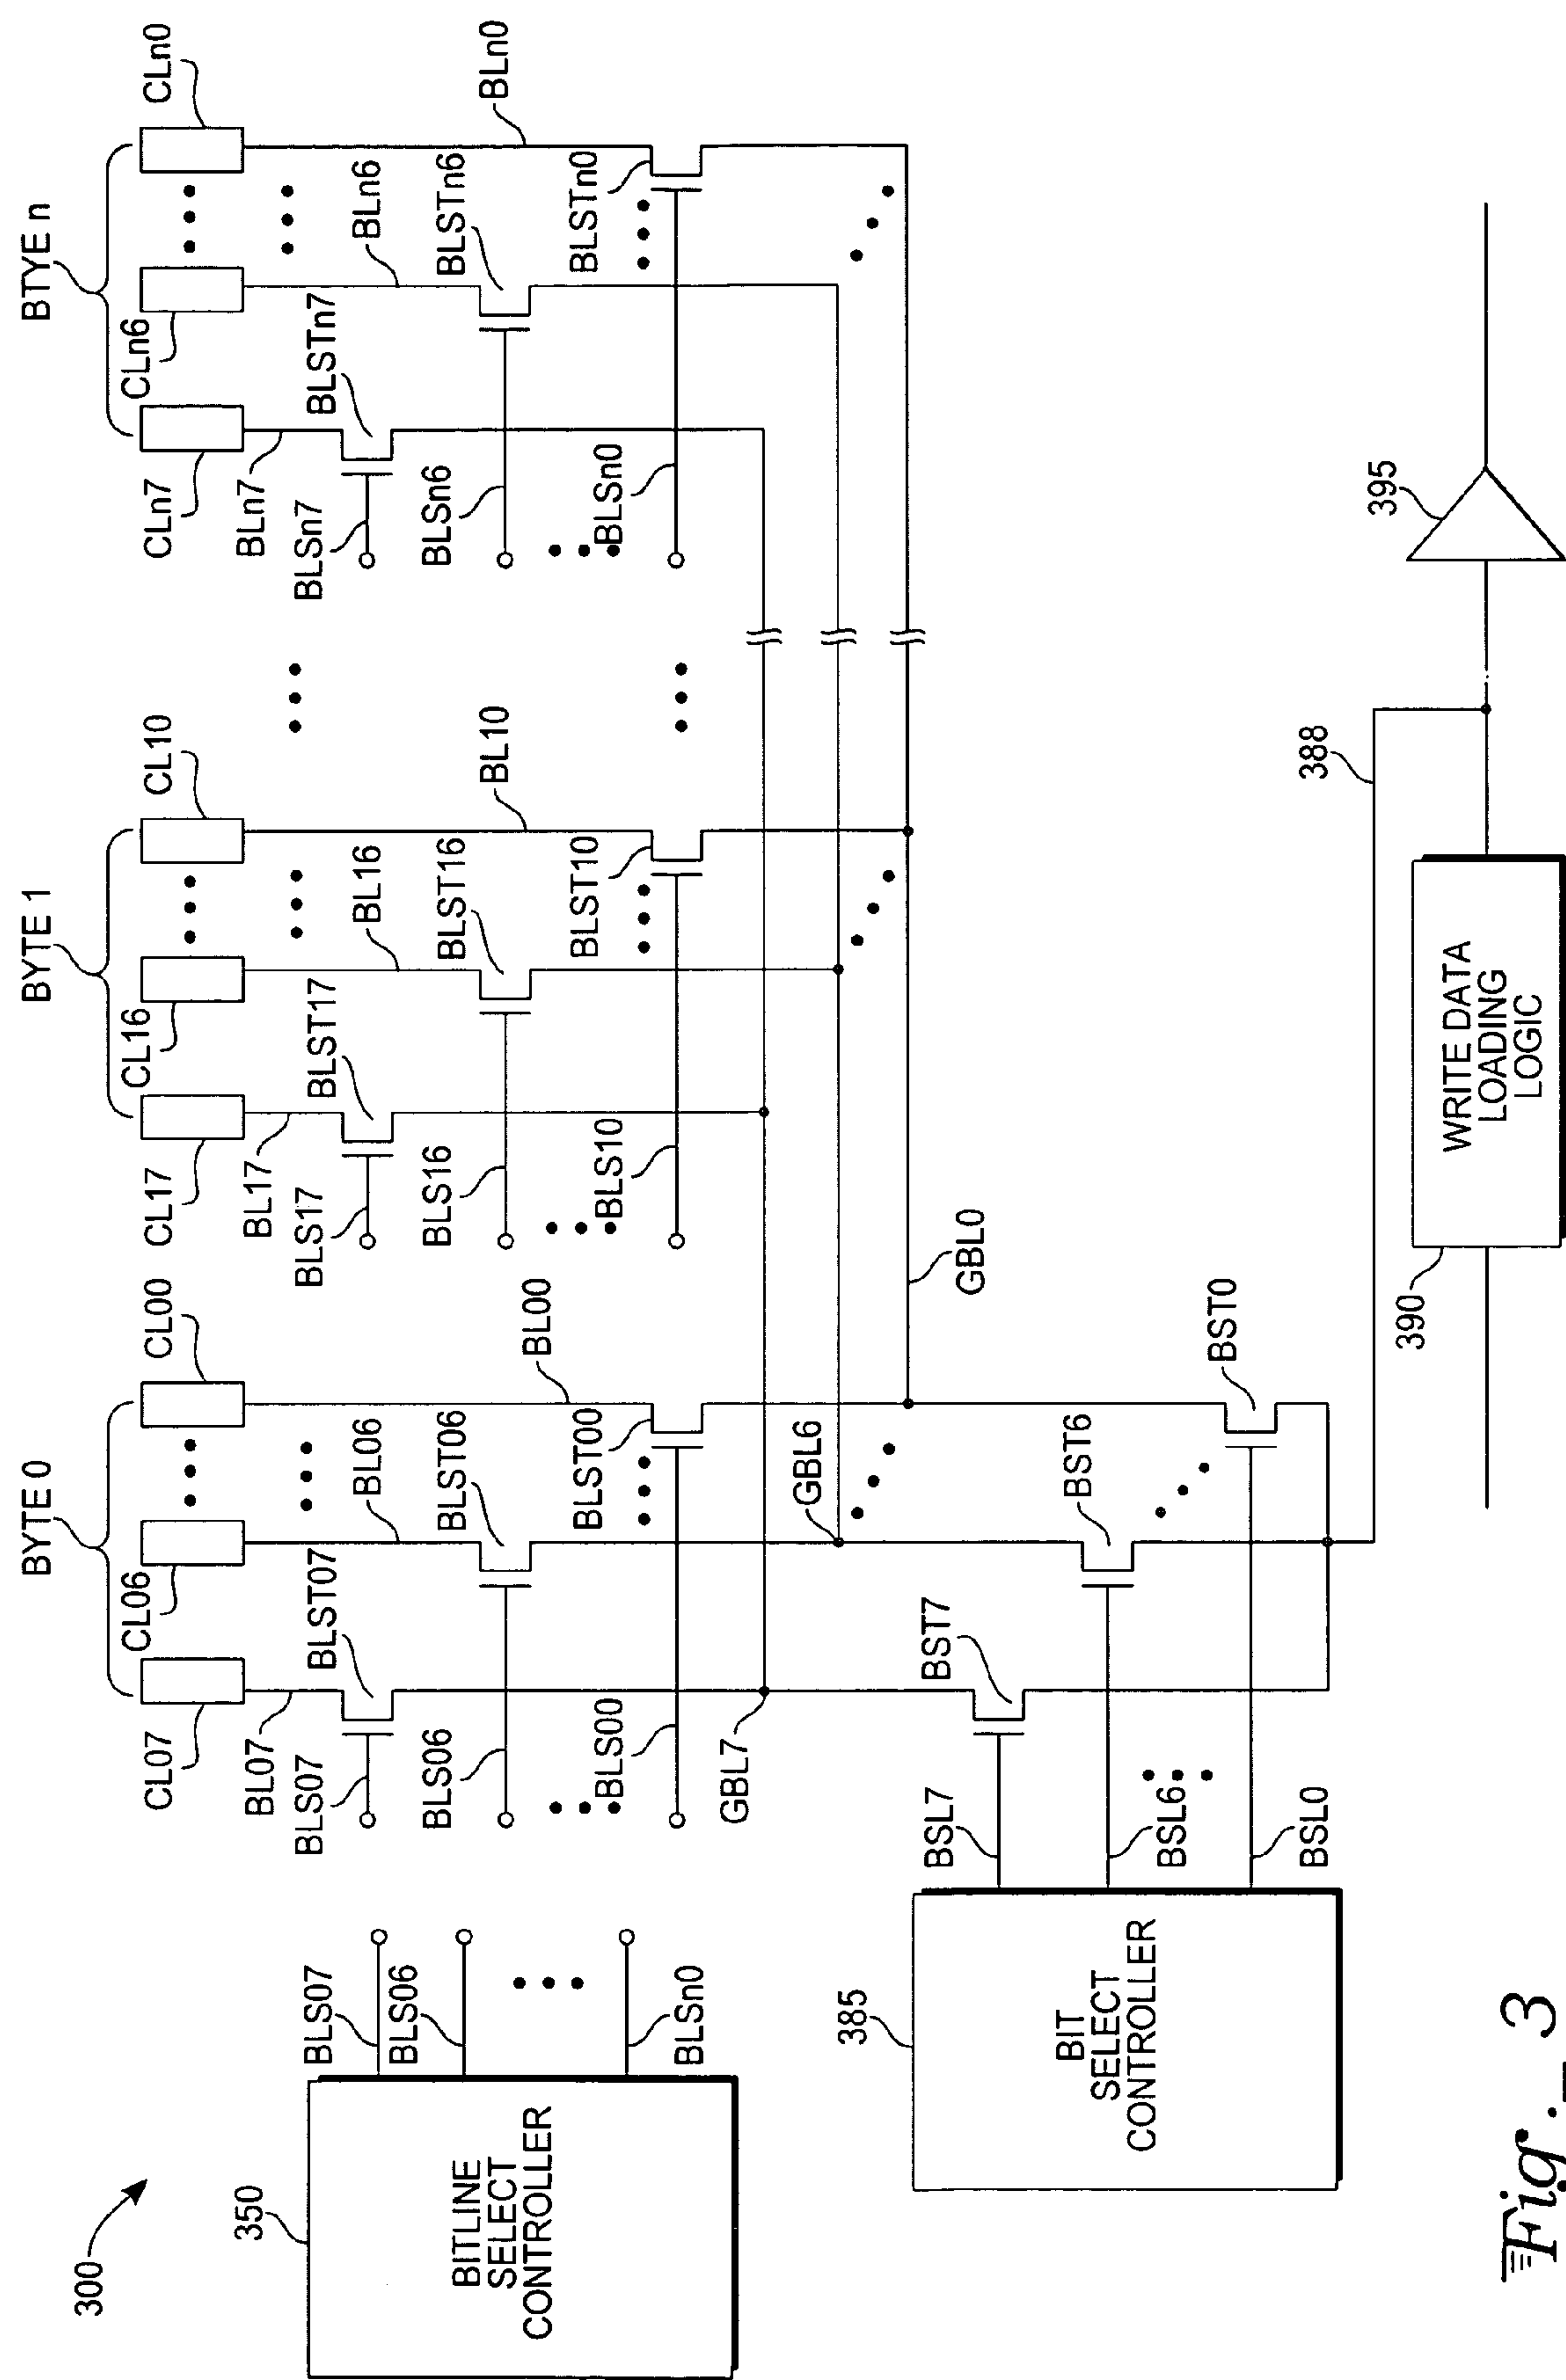 300
350
BITLINE
SELECT
CONTROLLER
BLS07
BLS06
BLSn0
BYTE 0
CL07
CL06
CL00
BL07
BLS07
BLST07
BL06
BLS06
BLST06
BL00
BLS00
BLST00
BYTE 1
CL17
CL16
CL10
BL17
BLS17
BLST17
BL16
BLS16
BLST16
BL10
BLS10
BLST10
BTYE n
CLn7
CLn6
CLn0
BLn7
BLSn7
BLSTn7
BLn6
BLSn6
BLSTn6
BLn0
BLSn0
BLSTn0
GBL7
GBL6
GBL0
385
BIT
SELECT
CONTROLLER
BSL7
BSL6
BSL0
BST7
BST6
BST0
388
390
WRITE DATA
LOADING
LOGIC
395
Fig. 3